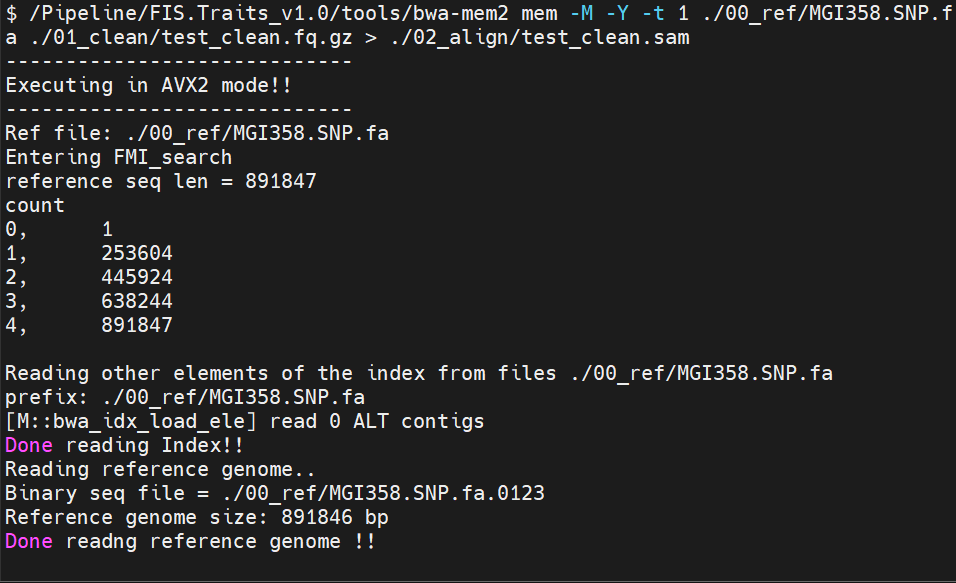 $ /Pipeline/FIS.Traits_v1.0/tools/bwa-mem2 mem -M -Y -t 1 ./00_ref/MGI358.SNP.f
a ./01_clean/test_clean.fq.gz > ./02_align/test_clean.sam
-----------------------------
Executing in AVX2 mode!!
-----------------------------
Ref file: ./00_ref/MGI358.SNP.fa
Entering FMI_search
reference seq len = 891847
count
0,	1
1,	253604
2,	445924
3,	638244
4,	891847
Reading other elements of the index from files ./00_ref/MGI358.SNP.fa
prefix: ./00_ref/MGI358.SNP.fa
[M::bwa_idx_load_ele] read 0 ALT contigs
Done reading Index!!
Reading reference genome..
Binary seq file = ./00_ref/MGI358.SNP.fa.0123
Reference genome size: 891846 bp
Done readng reference genome !!